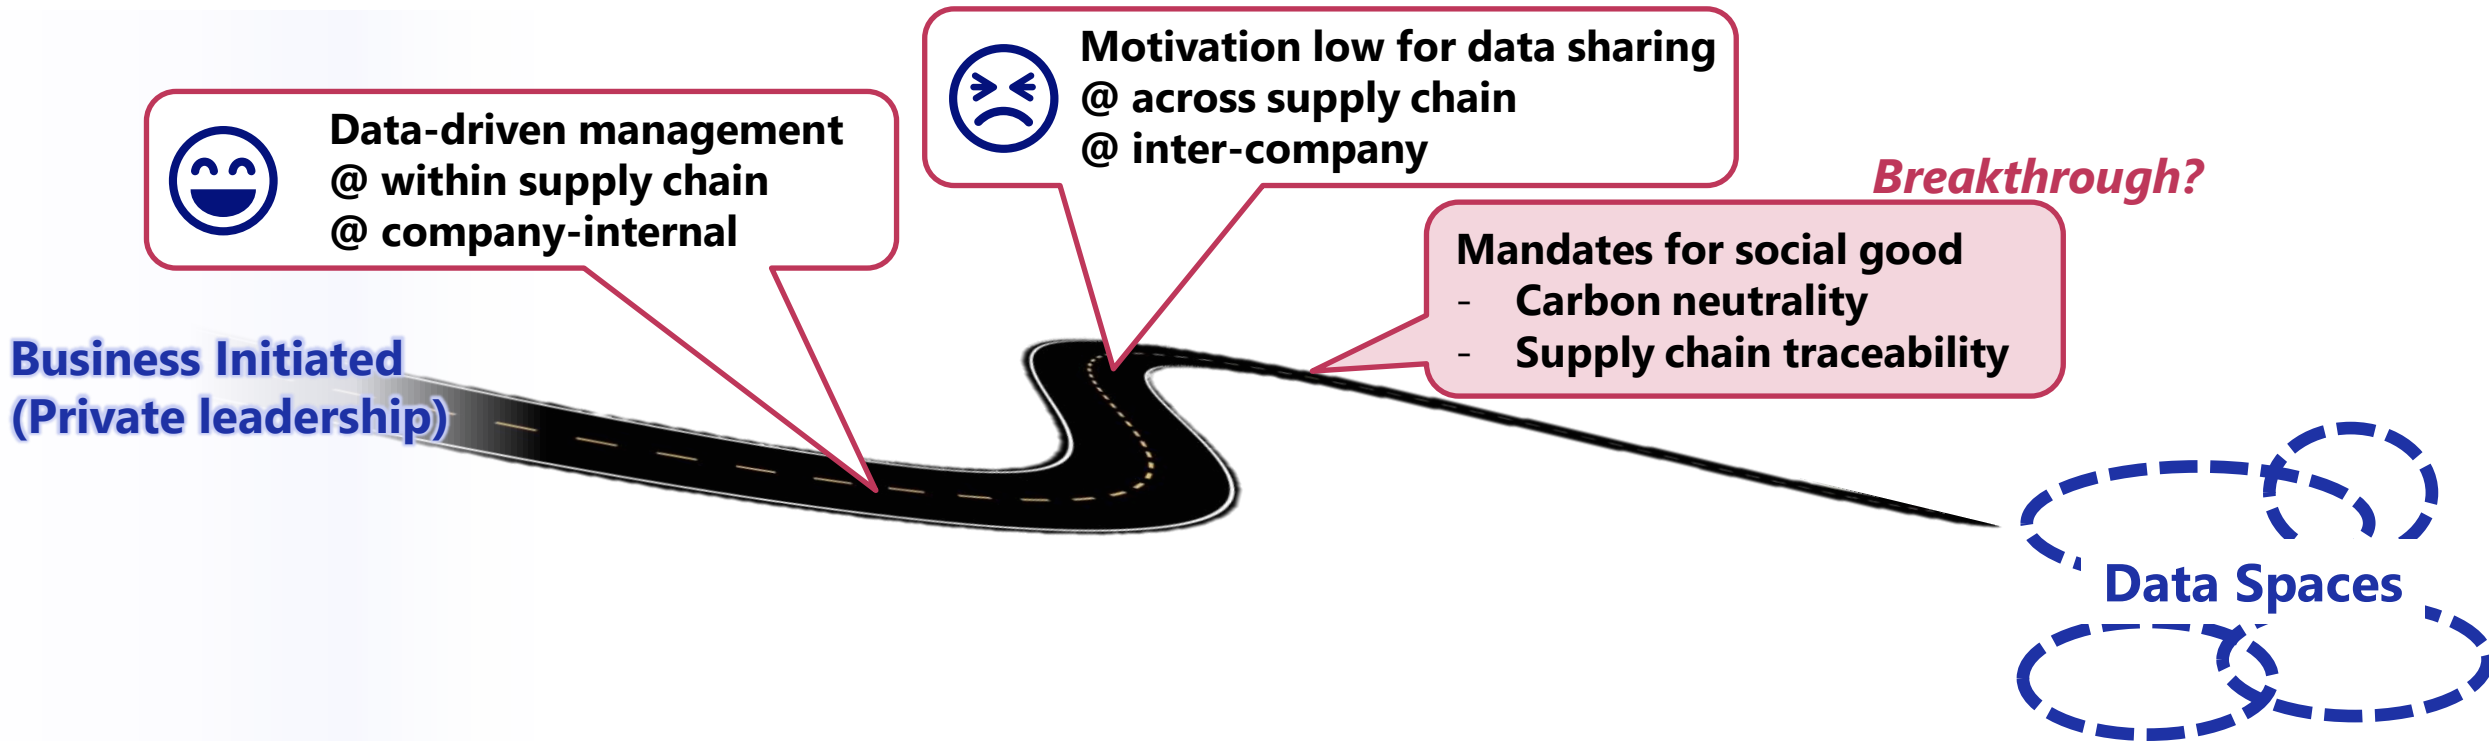 Motivation low for data sharing
@ across supply chain
@ inter-company
Data-driven management
@ within supply chain
@ company-internal
Breakthrough?
Mandates for social good
- Carbon neutrality
- Supply chain traceability
Business Initiated
(Private leadership)
Data Spaces